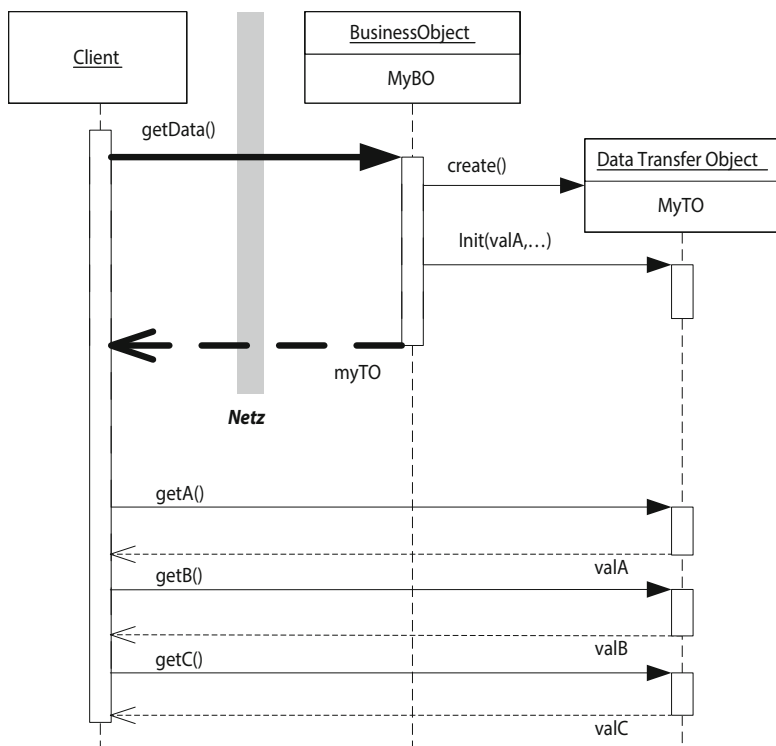 Client
BusinessObject
MyBO
getData()
create()
Data Transfer Object
MyTO
Init(valA,...)
myTO
Netz
getA()
valA
getB()
valB
getC()
valC